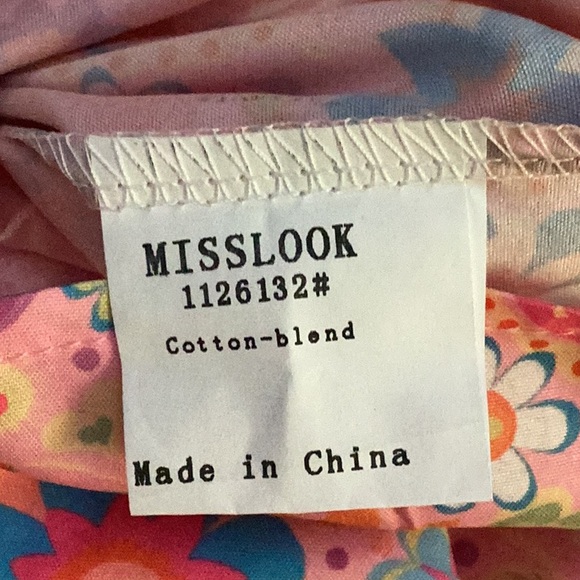 MISSLOOK
1126132#
Cotton-blend
Made in China